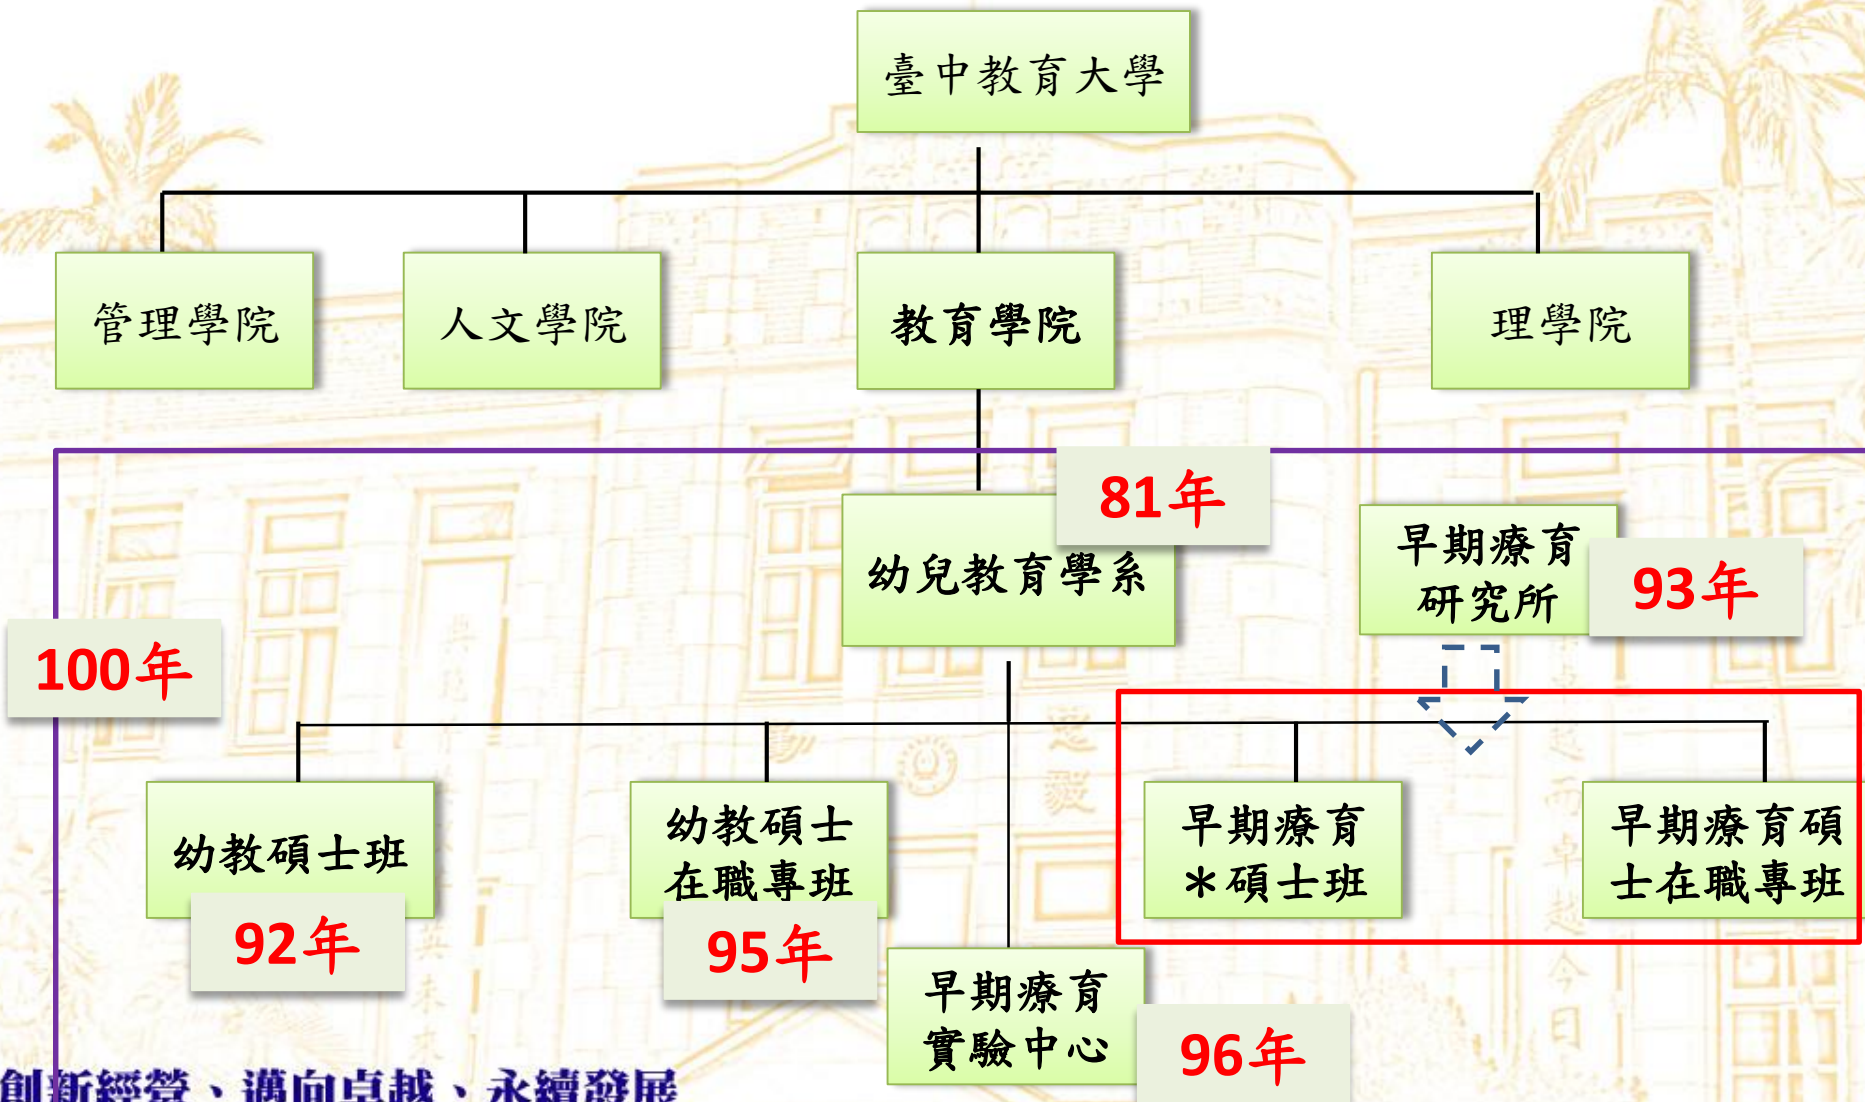 臺中教育大學
管理學院
人文學院
教育學院
理學院
81年
幼兒教育學系
早期療育
研究所
93年
100年
幼教碩士班
92年
幼教碩士
在職專班
95年
早期療育
＊碩士班
早期療育碩
士在職專班
早期療育
實驗中心
96年
創新經營、邁向卓越、永續發展